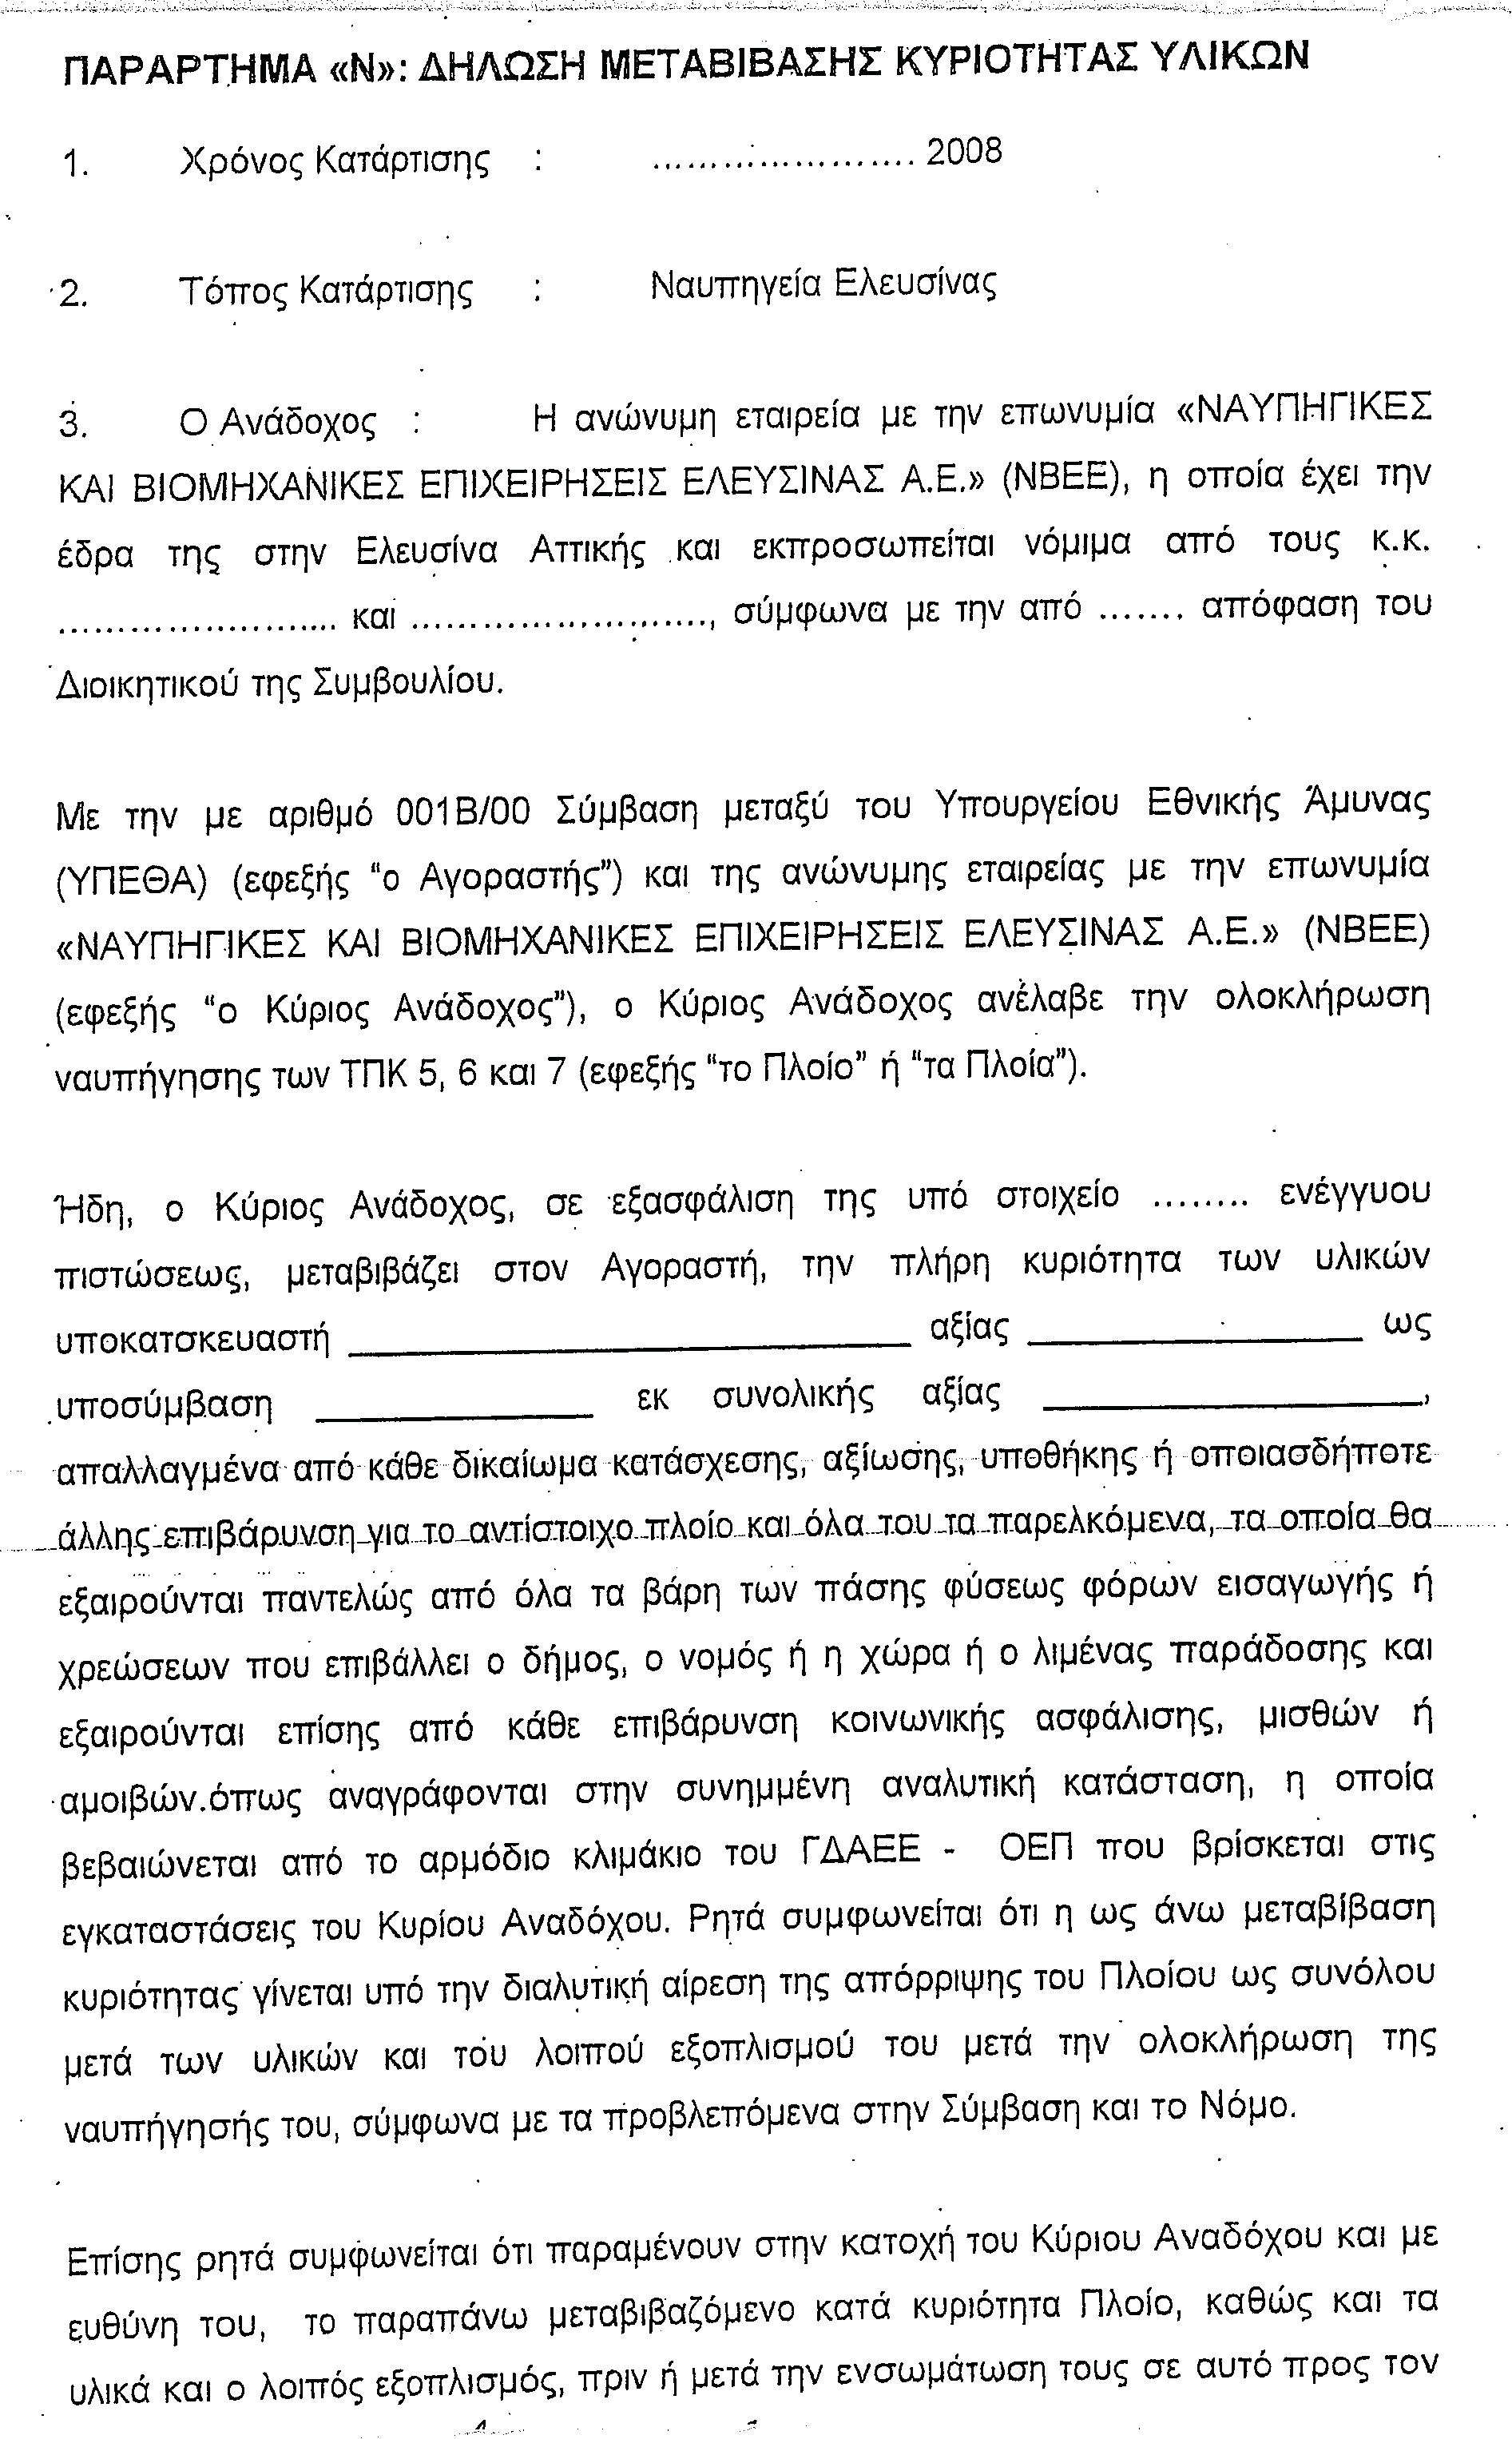 ΠΑΡΑΡΤΗΜΑ «Ν»: ΔΗΛΩΣΗ ΜΕΤΑΒΙΒΑΣΗΣ ΚΥΡΙΟΤΗΤΑΣ ΥΛΙΚΩΝ
1. Χρόνος Κατάρτισης : ...................... 2008
2. Τόπος Κατάρτισης : Ναυπηγεία Ελευσίνας
3. Ο Ανάδοχος : Η ανώνυμη εταιρεία με την επωνυμία «ΝΑΥΠΗΓΙΚΕΣ
ΚΑΙ ΒΙΟΜΗΧΑΝΙΚΕΣ ΕΠΙΧΕΙΡΗΣΕΙΣ ΕΛΕΥΣΙΝΑΣ Α.Ε.» (ΝΒΕΕ), η οποία έχει την
έδρα της στην Ελευσίνα Αττικής και εκπροσωπείται νόμιμα από τους κ.κ.
........................ και ........................., σύμφωνα με την από ....... απόφαση του
Διοικητικού της Συμβουλίου.
Με την με αριθμό 001Β/00 Σύμβαση μεταξύ του Υπουργείου Εθνικής Άμυνας
(ΥΠΕΘΑ) (εφεξής "ο Αγοραστής") και της ανώνυμης εταιρείας με την επωνυμία
«ΝΑΥΠΗΓΙΚΕΣ ΚΑΙ ΒΙΟΜΗΧΑΝΙΚΕΣ ΕΠΙΧΕΙΡΗΣΕΙΣ ΕΛΕΥΣΙΝΑΣ Α.Ε.» (ΝΒΕΕ)
(εφεξής "ο Κύριος Ανάδοχος"), ο Κύριος Ανάδοχος ανέλαβε την ολοκλήρωση
ναυπήγησης των ΤΠΚ 5, 6 και 7 (εφεξής "το Πλοίο" ή "τα Πλοία").
Ήδη, ο Κύριος Ανάδοχος, σε εξασφάλιση της υπό στοιχείο ........ ενέγγυου
πιστώσεως, μεταβιβάζει στον Αγοραστή, την πλήρη κυριότητα των υλικών
υποκατσκευαστή ____________________ αξίας ____________ ως
υποσύμβαση __________ εκ συνολικής αξίας ______________,
απαλλαγμένα από κάθε δικαίωμα κατάσχεσης, αξίωσης, υποθήκης ή οποιασδήποτε
άλλης επιβάρυνση για το αντίστοιχο πλοίο και όλα του τα παρελκόμενα, τα οποία θα
εξαιρούνται παντελώς από όλα τα βάρη των πάσης φύσεως φόρων εισαγωγής ή
χρεώσεων που επιβάλλει ο δήμος, ο νομός ή η χώρα ή ο λιμένας παράδοσης και
εξαιρούνται επίσης από κάθε επιβάρυνση κοινωνικής ασφάλισης, μισθών ή
αμοιβών.όπως αναγράφονται στην συνημμένη αναλυτική κατάσταση, η οποία
βεβαιώνεται από το αρμόδιο κλιμάκιο του ΓΔΑΕΕ - ΟΕΠ που βρίσκεται στις
εγκαταστάσεις του Κυρίου Αναδόχου. Ρητά συμφωνείται ότι η ως άνω μεταβίβαση
κυριότητας γίνεται υπό την διαλυτική αίρεση της απόρριψης του Πλοίου ως συνόλου
μετά των υλικών και του λοιπού εξοπλισμού του μετά την ολοκλήρωση της
ναυπήγησής του, σύμφωνα με τα προβλεπόμενα στην Σύμβαση και το Νόμο.
Επίσης ρητά συμφωνείται ότι παραμένουν στην κατοχή του Κύριου Αναδόχου και με
ευθύνη του, το παραπάνω μεταβιβαζόμενο κατά κυριότητα Πλοίο, καθώς και τα
υλικά και ο λοιπός εξοπλισμός, πριν ή μετά την ενσωμάτωση τους σε αυτό προς τον